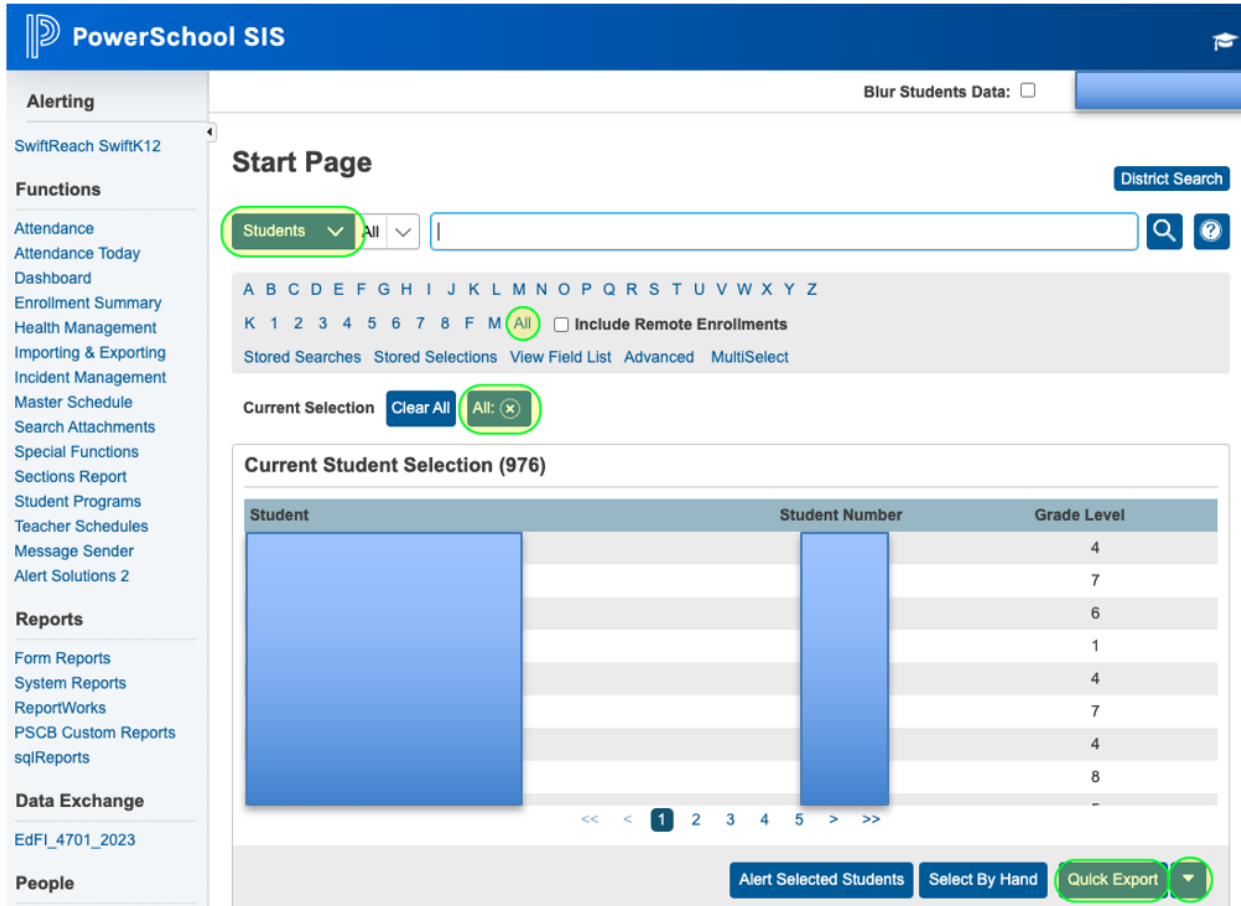 PowerSchool SIS
Alerting
SwiftReach SwiftK12
Functions
Attendance
Attendance Today
Dashboard
Enrollment Summary
Health Management
Importing & Exporting
Incident Management
Master Schedule
Search Attachments
Special Functions
Sections Report
Student Programs
Teacher Schedules
Message Sender
Alert Solutions 2
Reports
Form Reports
System Reports
ReportWorks
PSCB Custom Reports
sqlReports
Data Exchange
EdFI_4701_2023
People
Blur Students Data:
Start Page
District Search
Students All
A B C D E F G H I J K L M N O P Q R S T U V W X Y Z
K 1 2 3 4 5 6 7 8 F M All Include Remote Enrollments
Stored Searches Stored Selections View Field List Advanced MultiSelect
Current Selection Clear All All:
Current Student Selection (976)
Student Student Number Grade Level
4
7
6
1
4
7
4
8
<< < 1 2 3 4 5 > >>
Alert Selected Students Select By Hand Quick Export